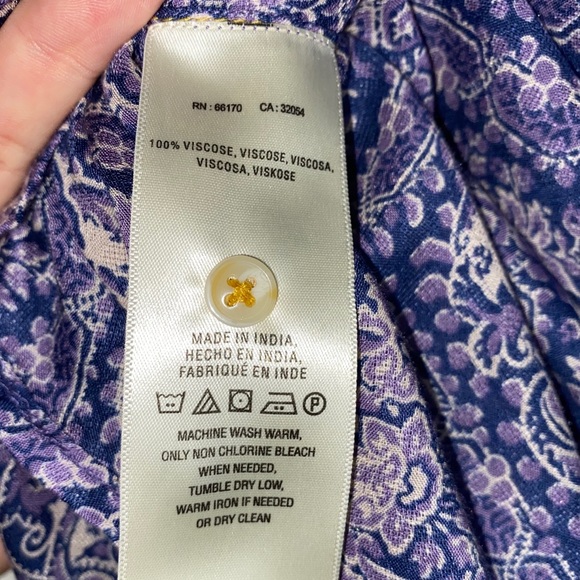 RN : 66170 CA : 32054
100% VISCOSE, VISCOSE, VISCOSA,
VISCOSA, VISKOSE
MADE IN INDIA,
HECHO EN INDIA,
FABRIQUÉ EN INDE
P
MACHINE WASH WARM,
ONLY NON CHLORINE BLEACH
WHEN NEEDED,
TUMBLE DRY LOW,
WARM IRON IF NEEDED
OR DRY CLEAN